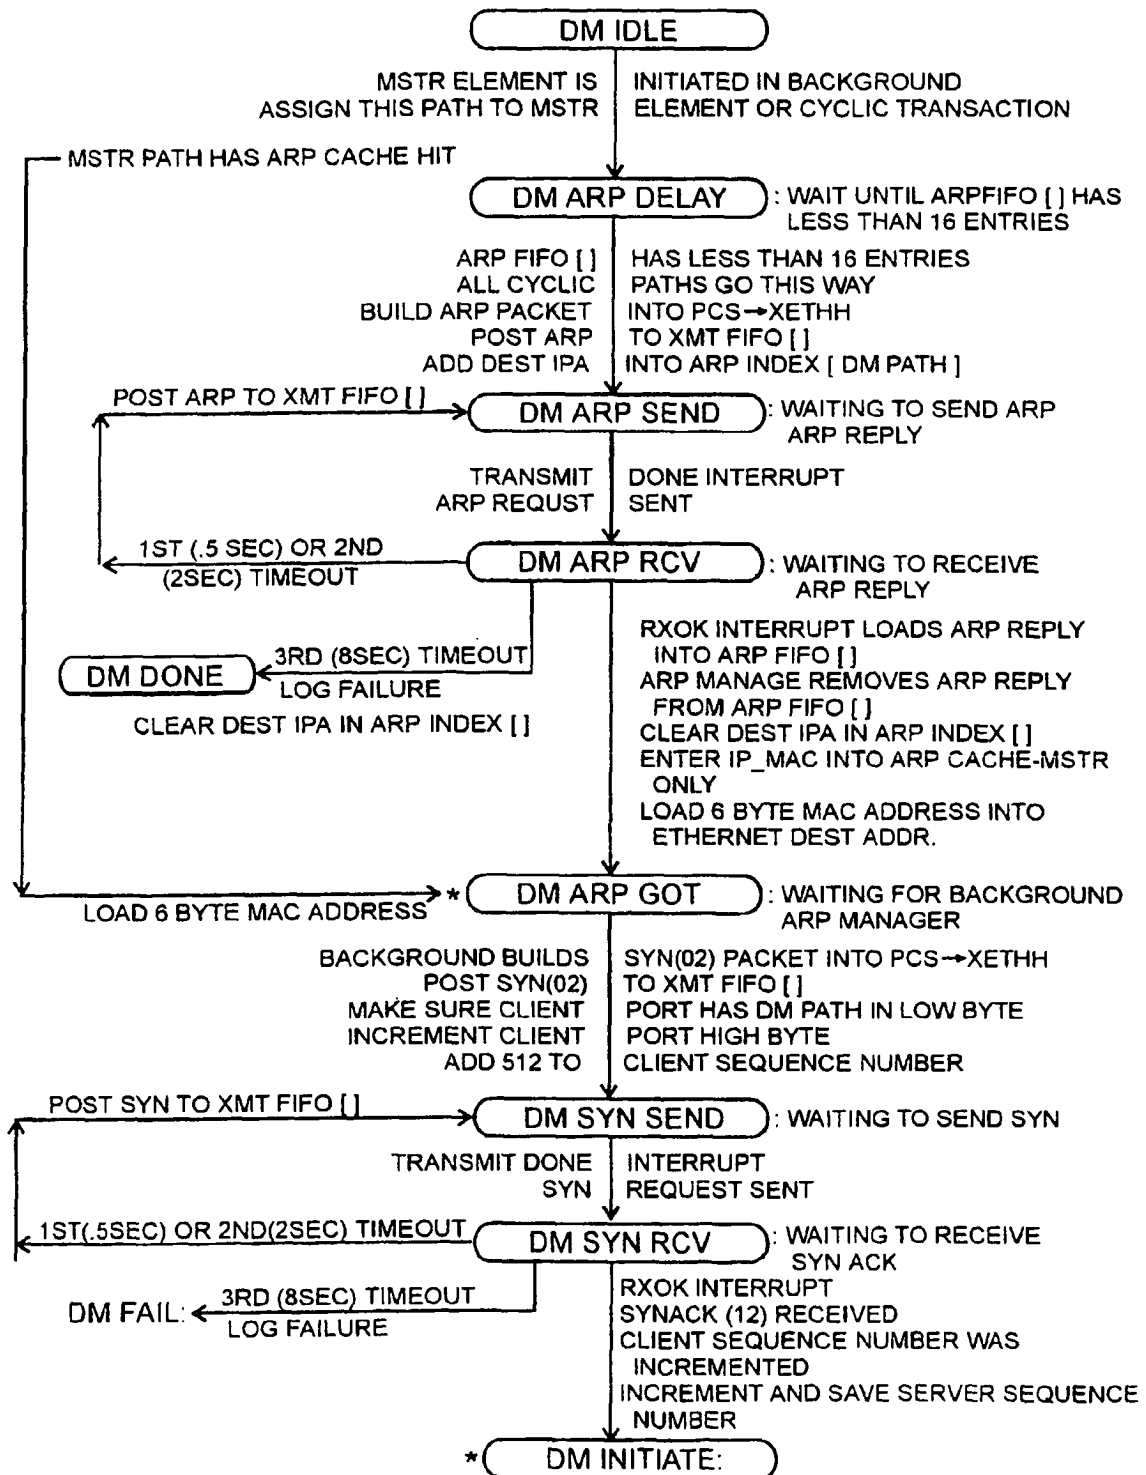 DM IDLE
MSTR ELEMENT IS INITIATED IN BACKGROUND
ASSIGN THIS PATH TO MSTR ELEMENT OR CYCLIC TRANSACTION
MSTR PATH HAS ARP CACHE HIT
DM ARP DELAY : WAIT UNTIL ARPFIFO [ ] HAS
LESS THAN 16 ENTRIES
ARP FIFO [ ] HAS LESS THAN 16 ENTRIES
ALL CYCLIC PATHS GO THIS WAY
BUILD ARP PACKET INTO PCS→XETHH
POST ARP TO XMT FIFO [ ]
ADD DEST IPA INTO ARP INDEX [ DM PATH ]
POST ARP TO XMT FIFO [ ]
DM ARP SEND : WAITING TO SEND ARP
ARP REPLY
TRANSMIT DONE INTERRUPT
ARP REQUST SENT
1ST (.5 SEC) OR 2ND
(2SEC) TIMEOUT
DM ARP RCV : WAITING TO RECEIVE
ARP REPLY
RXOK INTERRUPT LOADS ARP REPLY
INTO ARP FIFO [ ]
ARP MANAGE REMOVES ARP REPLY
FROM ARP FIFO [ ]
CLEAR DEST IPA IN ARP INDEX [ ]
ENTER IP_MAC INTO ARP CACHE-MSTR
ONLY
LOAD 6 BYTE MAC ADDRESS INTO
ETHERNET DEST ADDR.
3RD (8SEC) TIMEOUT
DM DONE
LOG FAILURE
CLEAR DEST IPA IN ARP INDEX [ ]
LOAD 6 BYTE MAC ADDRESS
* DM ARP GOT : WAITING FOR BACKGROUND
ARP MANAGER
BACKGROUND BUILDS SYN(02) PACKET INTO PCS→XETHH
POST SYN(02) TO XMT FIFO [ ]
MAKE SURE CLIENT PORT HAS DM PATH IN LOW BYTE
INCREMENT CLIENT PORT HIGH BYTE
ADD 512 TO CLIENT SEQUENCE NUMBER
POST SYN TO XMT FIFO [ ]
DM SYN SEND : WAITING TO SEND SYN
TRANSMIT DONE INTERRUPT
SYN REQUEST SENT
1ST(.5SEC) OR 2ND(2SEC) TIMEOUT
DM SYN RCV : WAITING TO RECEIVE
SYN ACK
DM FAIL: 3RD (8SEC) TIMEOUT
LOG FAILURE
RXOK INTERRUPT
SYNACK (12) RECEIVED
CLIENT SEQUENCE NUMBER WAS
INCREMENTED
INCREMENT AND SAVE SERVER SEQUENCE
NUMBER
* DM INITIATE: